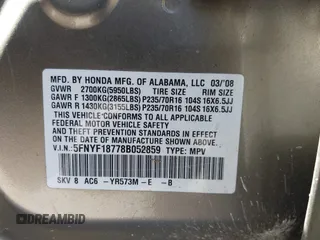 MFD. BY HONDA MFG. OF ALABAMA, LLC 03/'08
GVWR 2700KG(5950LBS) TIRE SIZE RIM SIZE
GAWR F 1300KG(2865LBS) P235/70R16 104S 16X6.5JJ
GAWR R 1430KG(3155LBS) P235/70R16 104S 16X6.5JJ
THIS VEHICLE CONFORMS TO ALL APPLICABLE
FEDERAL MOTOR VEHICLE SAFETY AND
THEFT PREVENTION STANDARDS IN EFFECT ON
THE DATE OF MANUFACTURE SHOWN ABOVE.
V.I.N.: 5FNYF18778B052859 TYPE: MPV
SKV 8 AC6 -YR573M-E -B
DREAMBID